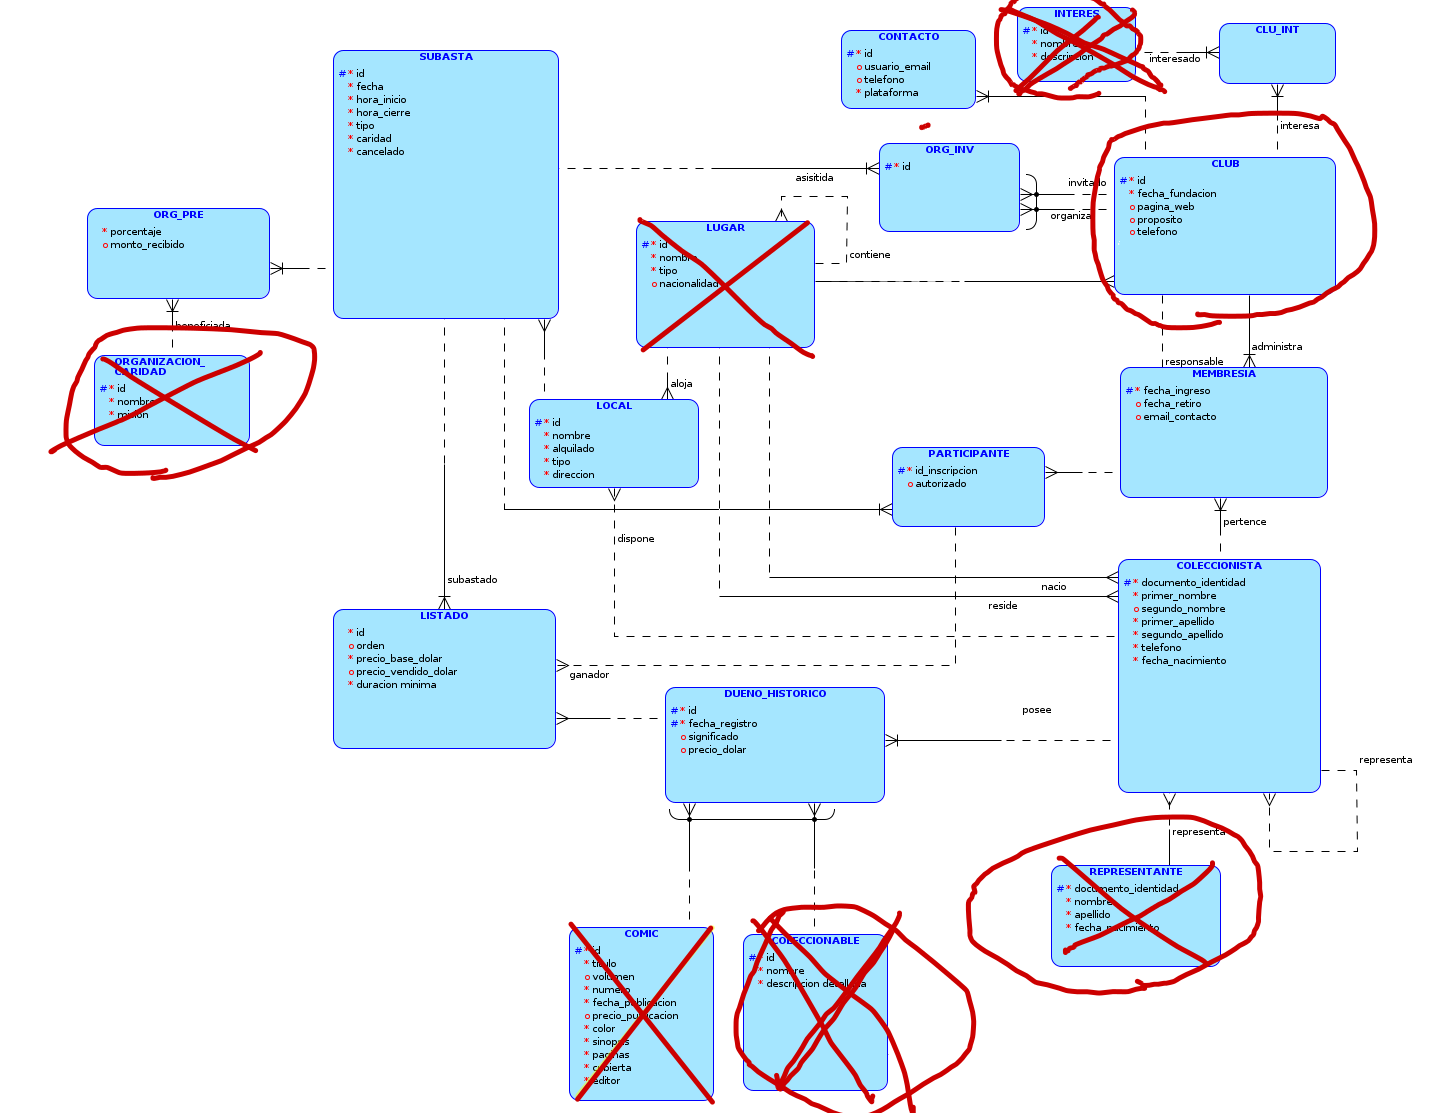 INTERES
#* id
* nombre
* descripcion
CLU_INT
interesado
CONTACTO
#* id
o usuario_email
o telefono
* plataforma
SUBASTA
#* id
* fecha
* hora_inicio
* hora_cierre
* tipo
* caridad
* cancelado
interesa
ORG_INV
#* id
asisitida
invitado
organiza
CLUB
#* id
* fecha_fundacion
o pagina_web
o proposito
o telefono
ORG_PRE
* porcentaje
o monto_recibido
LUGAR
#* id
* nombre
* tipo
o nacionalidad
contiene
beneficiada
ORGANIZACION_
CARIDAD
#* id
* nombre
* mision
administra
responsable
aloja
MEMBRESIA
#* fecha_ingreso
o fecha_retiro
o email_contacto
LOCAL
#* id
* nombre
* alquilado
* tipo
* direccion
PARTICIPANTE
#* id_inscripcion
o autorizado
pertence
dispone
subastado
nacio
reside
COLECCIONISTA
#* documento_identidad
* primer_nombre
o segundo_nombre
* primer_apellido
* segundo_apellido
* telefono
* fecha_nacimiento
LISTADO
* id
o orden
* precio_base_dolar
o precio_vendido_dolar
* duracion minima
ganador
DUENO_HISTORICO
#* id
#* fecha_registro
o significado
o precio_dolar
posee
representa
representa
REPRESENTANTE
#* documento_identidad
* nombre
* apellido
* fecha_nacimiento
COMIC
#* id
* titulo
o volumen
* numero
* fecha_publicacion
o precio_publicacion
* color
* sinopsis
* paginas
* cubierta
* editor
COLECCIONABLE
#* id
* nombre
* descripcion detallada